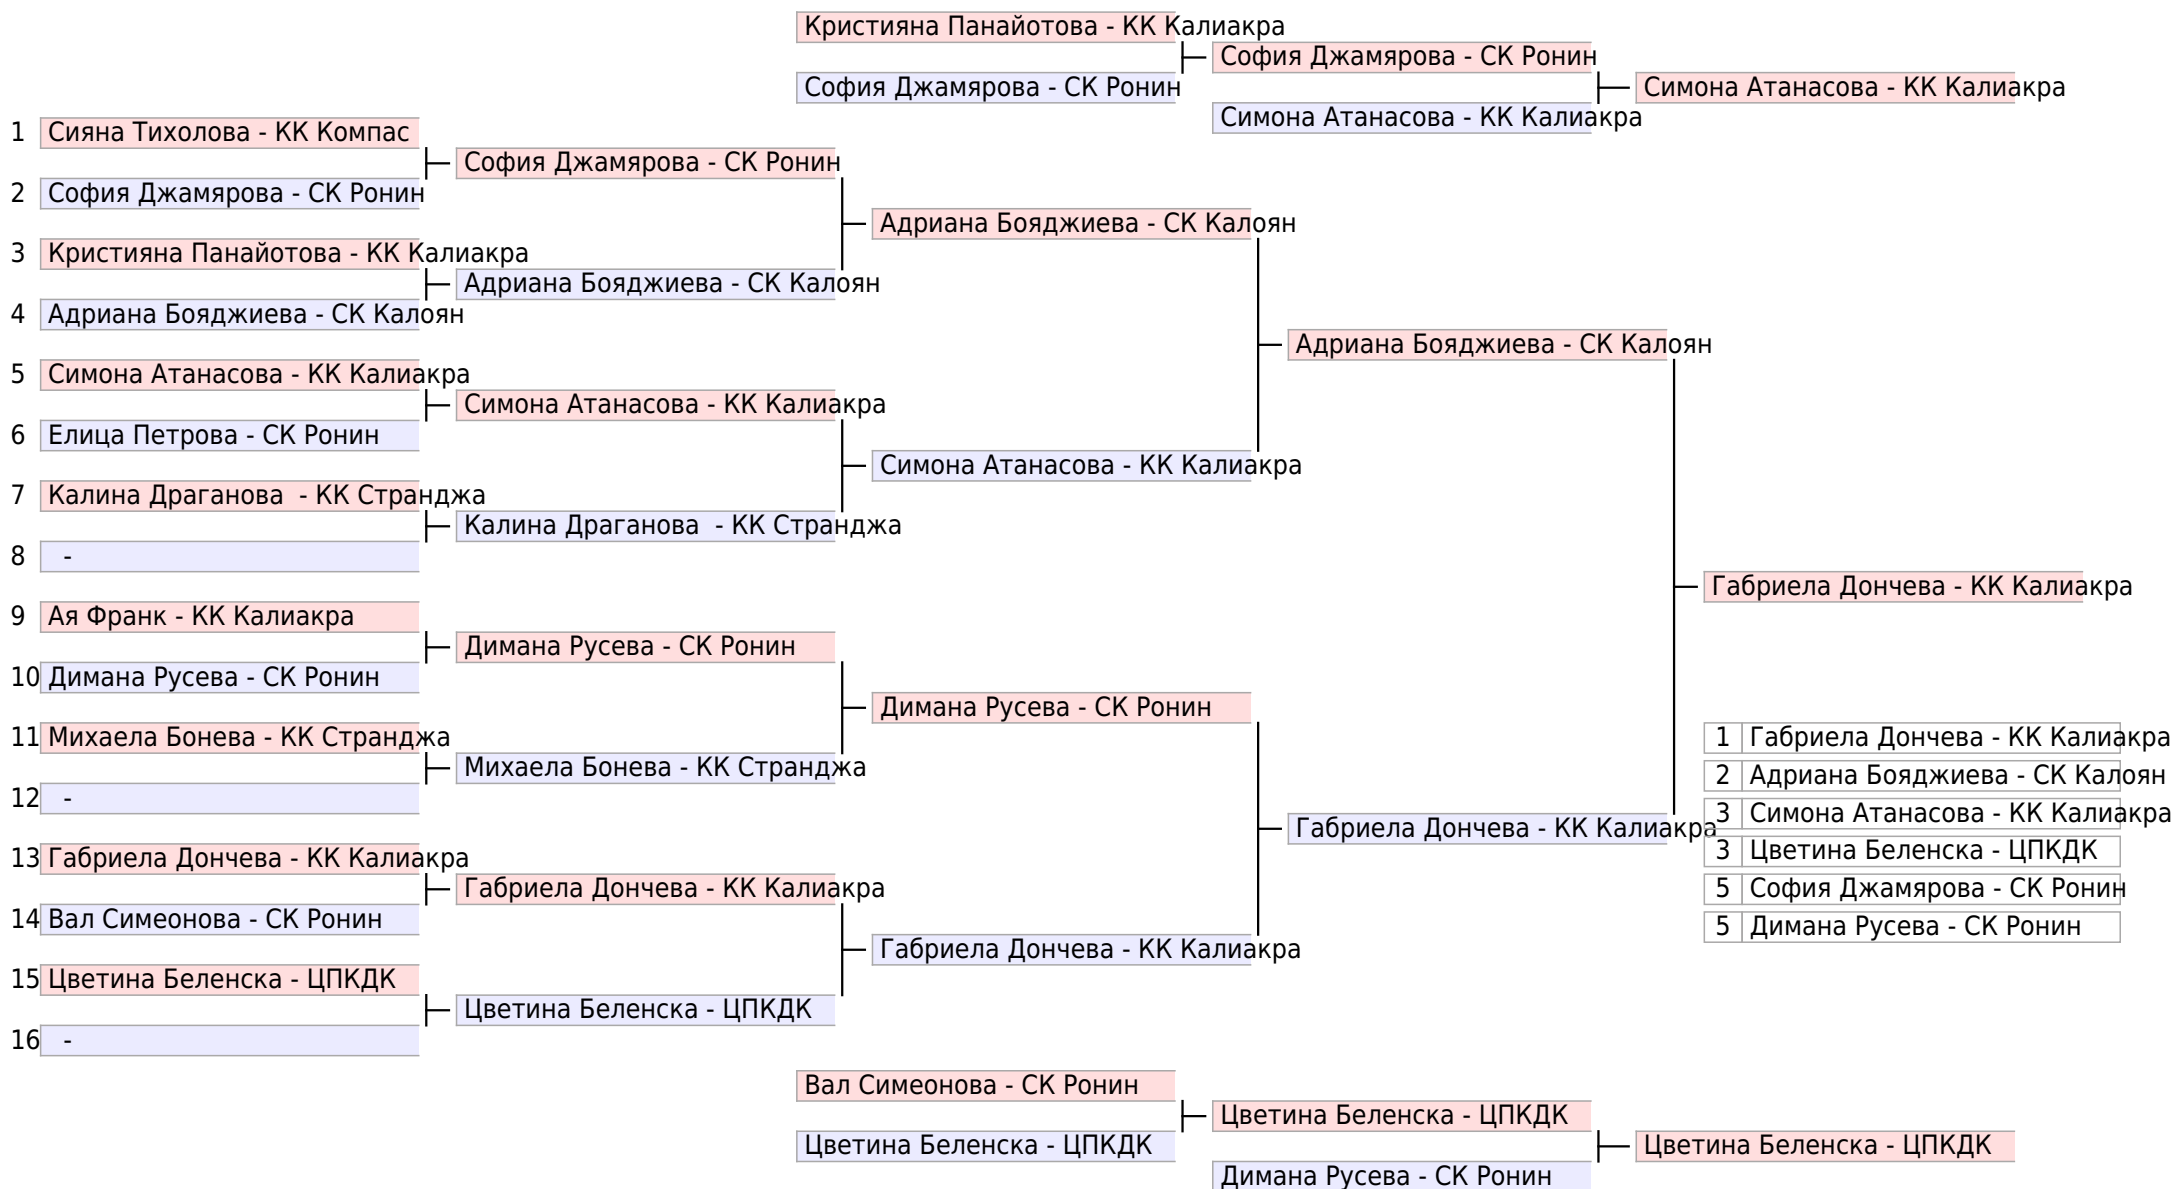 Кристияна Панайотова - КК Калиакра
София Джамярова - СК Ронин
София Джамярова - СК Ронин
Симона Атанасова - КК Калиакра
Симона Атанасова - КК Калиакра
1 Сияна Тихолова - КК Компас
София Джамярова - СК Ронин
2 София Джамярова - СК Ронин
Адриана Бояджиева - СК Калоян
3 Кристияна Панайотова - КК Калиакра
Адриана Бояджиева - СК Калоян
4 Адриана Бояджиева - СК Калоян
Адриана Бояджиева - СК Калоян
5 Симона Атанасова - КК Калиакра
Симона Атанасова - КК Калиакра
6 Елица Петрова - СК Ронин
Симона Атанасова - КК Калиакра
7 Калина Драганова  - КК Странджа
Калина Драганова  - КК Странджа
8 -
Габриела Дончева - КК Калиакра
9 Ая Франк - КК Калиакра
Димана Русева - СК Ронин
10 Димана Русева - СК Ронин
Димана Русева - СК Ронин
11 Михаела Бонева - КК Странджа
Михаела Бонева - КК Странджа
12 -
Габриела Дончева - КК Калиакра
13 Габриела Дончева - КК Калиакра
Габриела Дончева - КК Калиакра
14 Вал Симеонова - СК Ронин
Габриела Дончева - КК Калиакра
15 Цветина Беленска - ЦПКДК
Цветина Беленска - ЦПКДК
16 -
1 Габриела Дончева - КК Калиакра
2 Адриана Бояджиева - СК Калоян
3 Симона Атанасова - КК Калиакра
3 Цветина Беленска - ЦПКДК
5 София Джамярова - СК Ронин
5 Димана Русева - СК Ронин
Вал Симеонова - СК Ронин
Цветина Беленска - ЦПКДК
Цветина Беленска - ЦПКДК
Цветина Беленска - ЦПКДК
Димана Русева - СК Ронин